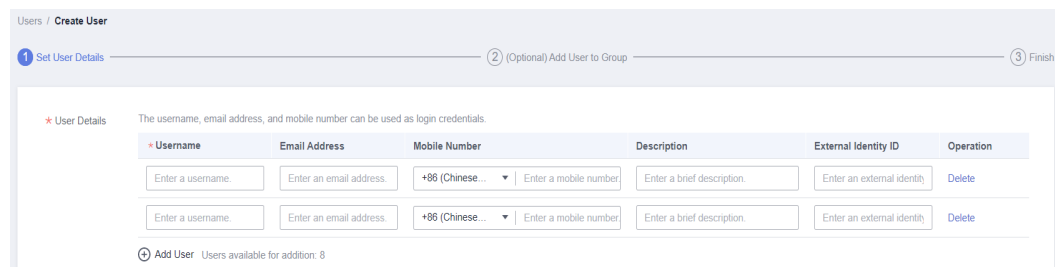 Users / Create User
1 Set User Details 2 (Optional) Add User to Group 3 Finish
* User Details The username, email address, and mobile number can be used as login credentials.
* Username Email Address Mobile Number Description External Identity ID Operation
Enter a username. Enter an email address. +86 (Chinese... Enter a mobile number. Enter a brief description. Enter an external identity Delete
Enter a username. Enter an email address. +86 (Chinese... Enter a mobile number. Enter a brief description. Enter an external identity Delete
Add User Users available for addition: 8